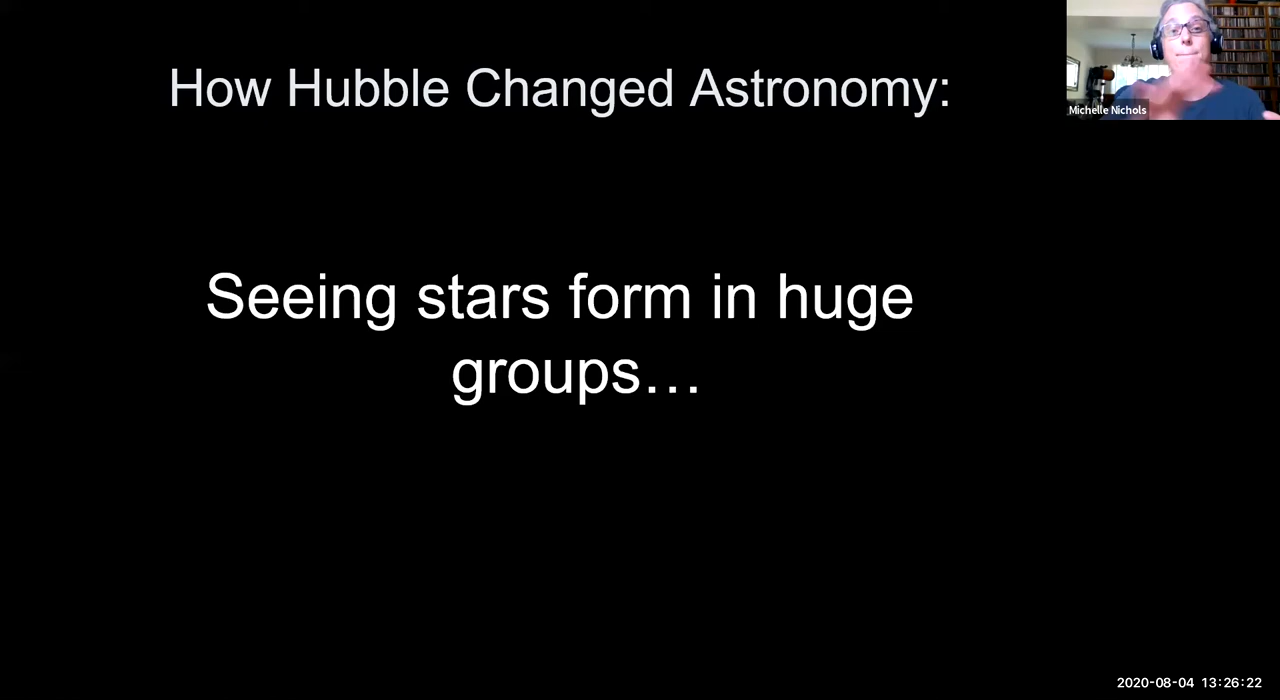 How Hubble Changed Astronomy:
Michelle Nichols
Seeing stars form in huge
groups…
2020-08-04 13:26:22